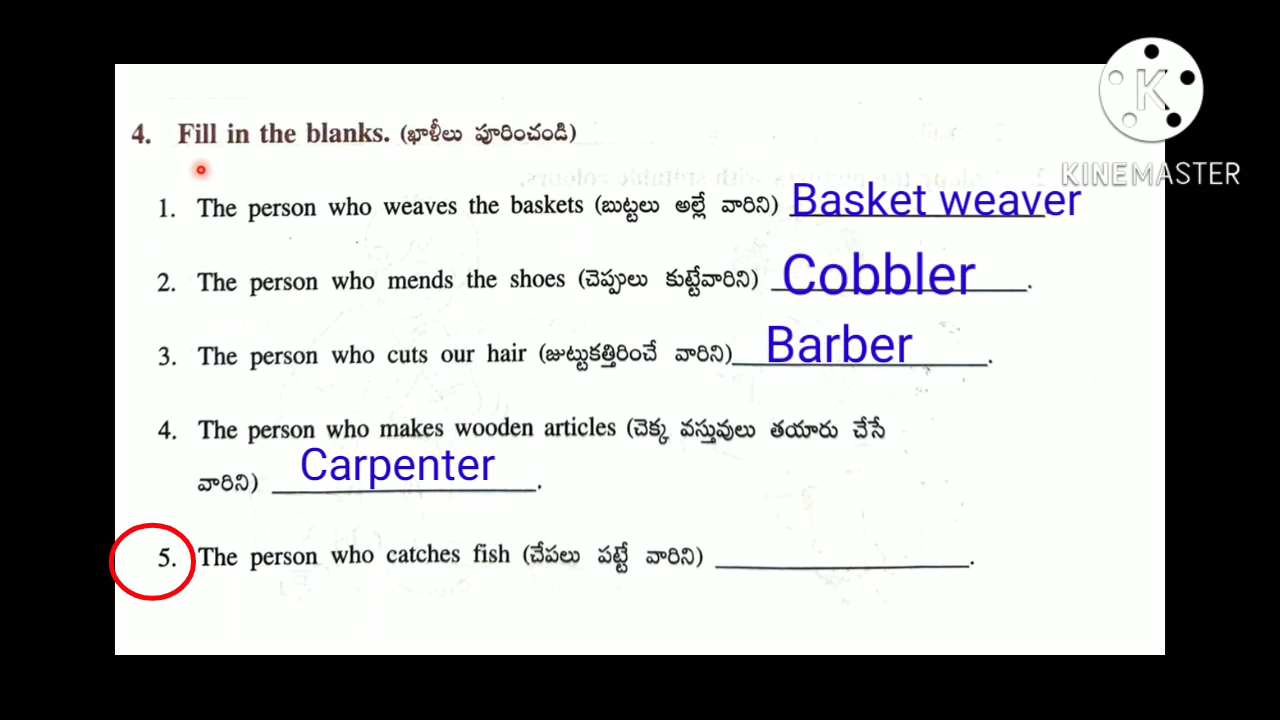 K
KINEMASTER
4. Fill in the blanks. (ఖాళీలు పూరించండి)
1. The person who weaves the baskets (బుట్టలు అల్లే వారిని) Basket weaver
2. The person who mends the shoes (చెప్పులు కుట్టేవారిని) Cobbler.
3. The person who cuts our hair (జుట్టుకత్తిరించే వారిని) Barber.
4. The person who makes wooden articles (చెక్క వస్తువులు తయారు చేసే
వారిని) Carpenter.
5. The person who catches fish (చేపలు పట్టే వారిని) ____________.